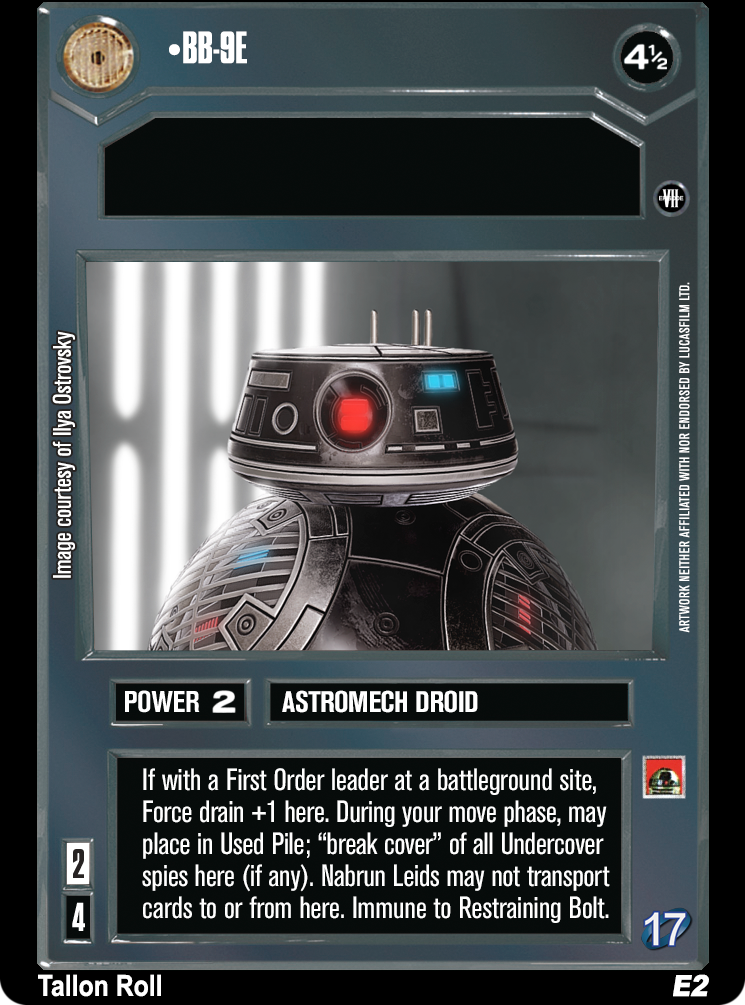 •BB-9E
4½
EPISODE
VII
Image courtesy of Ilya Ostrovsky
ARTWORK NEITHER AFFILIATED WITH NOR ENDORSED BY LUCASFILM LTD.
POWER 2
ASTROMECH DROID
If with a First Order leader at a battleground site,
Force drain +1 here. During your move phase, may
place in Used Pile; “break cover” of all Undercover
spies here (if any). Nabrun Leids may not transport
cards to or from here. Immune to Restraining Bolt.
2
4
17
Tallon Roll
E2